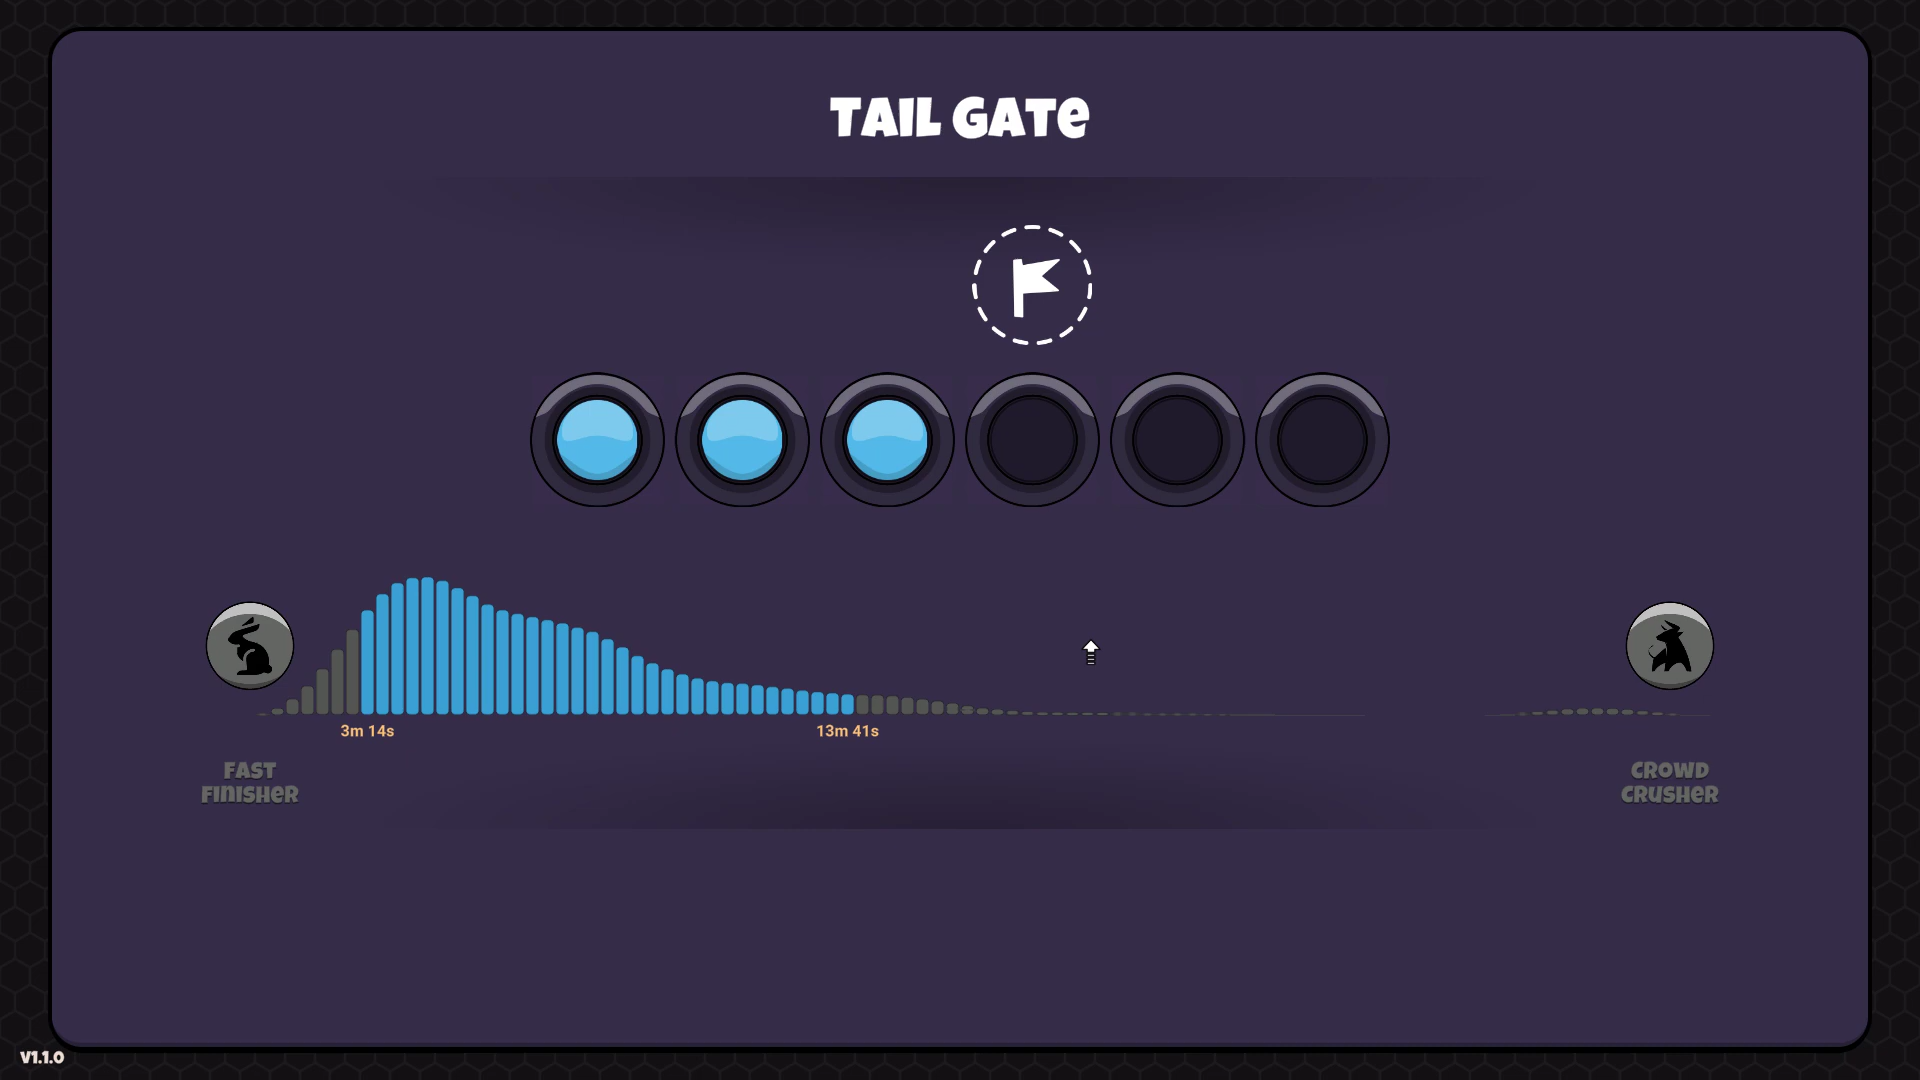 TAIL GATE
3m 14s
13m 41s
FAST
FINISHER
CROWD
CRUSHER
V1.1.0